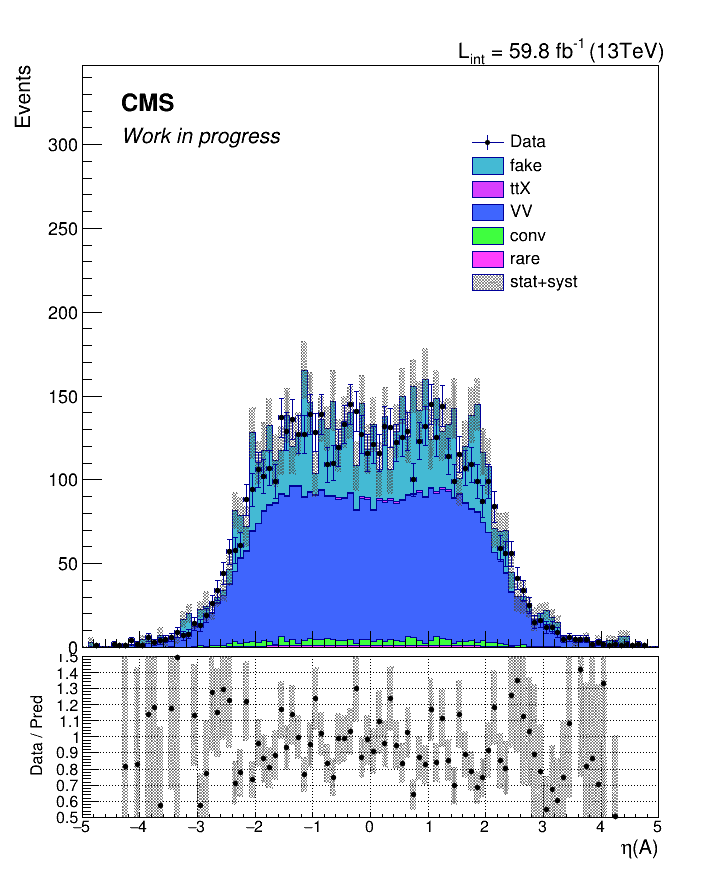 L_int = 59.8 fb^-1 (13TeV)
Events
CMS
Work in progress
Data
fake
ttX
VV
conv
rare
stat+syst
300
250
200
150
100
50
0
Data / Pred
1.5
1.4
1.3
1.2
1.1
1
0.9
0.8
0.7
0.6
0.5
−5 −4 −3 −2 −1 0 1 2 3 4 5
η(A)